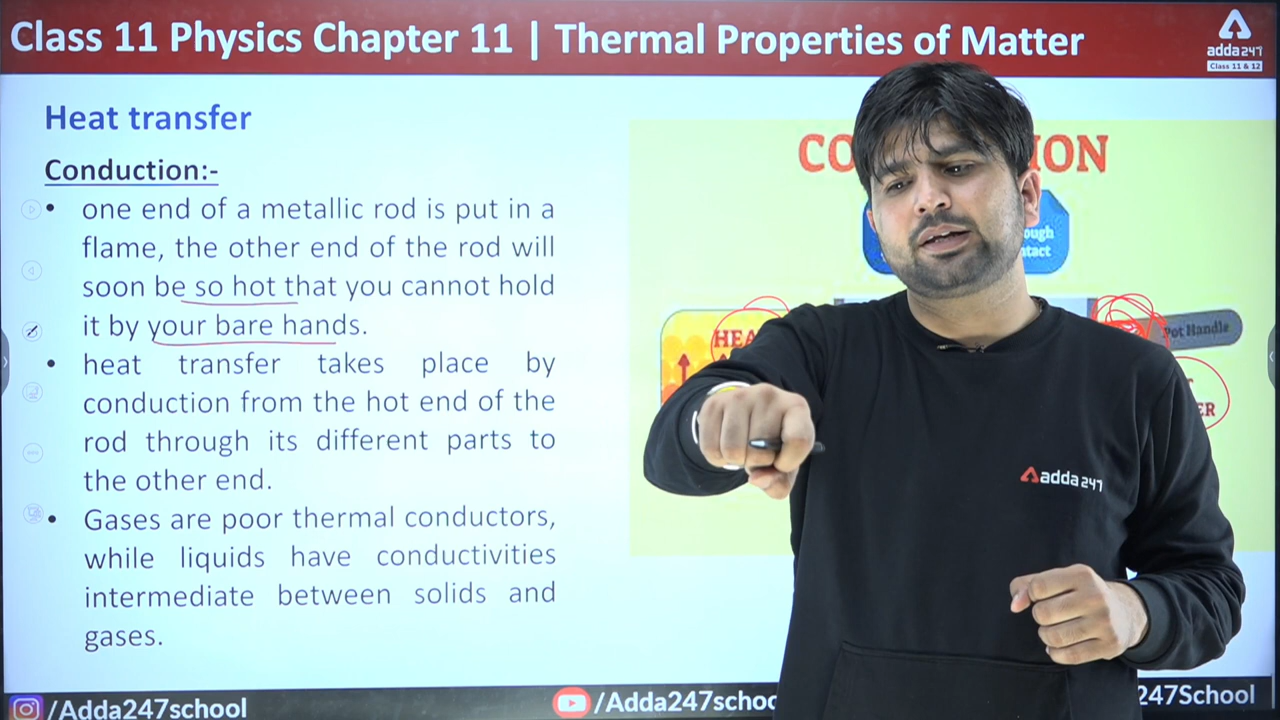 Class 11 Physics Chapter 11 | Thermal Properties of Matter
adda247
Class 11 & 12
Heat transfer
Conduction:-
• one end of a metallic rod is put in a
flame, the other end of the rod will
soon be so hot that you cannot hold
it by your bare hands.
• heat transfer takes place by
conduction from the hot end of the
rod through its different parts to
the other end.
• Gases are poor thermal conductors,
while liquids have conductivities
intermediate between solids and
gases.
Pot Handle
adda247
/Adda247school
/Adda247schoo
247School